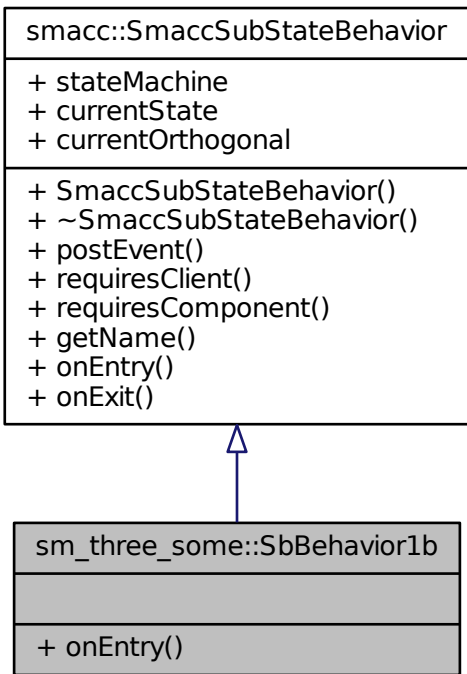 smacc::SmaccSubStateBehavior
+ stateMachine
+ currentState
+ currentOrthogonal
+ SmaccSubStateBehavior()
+ ~SmaccSubStateBehavior()
+ postEvent()
+ requiresClient()
+ requiresComponent()
+ getName()
+ onEntry()
+ onExit()
sm_three_some::SbBehavior1b
+ onEntry()